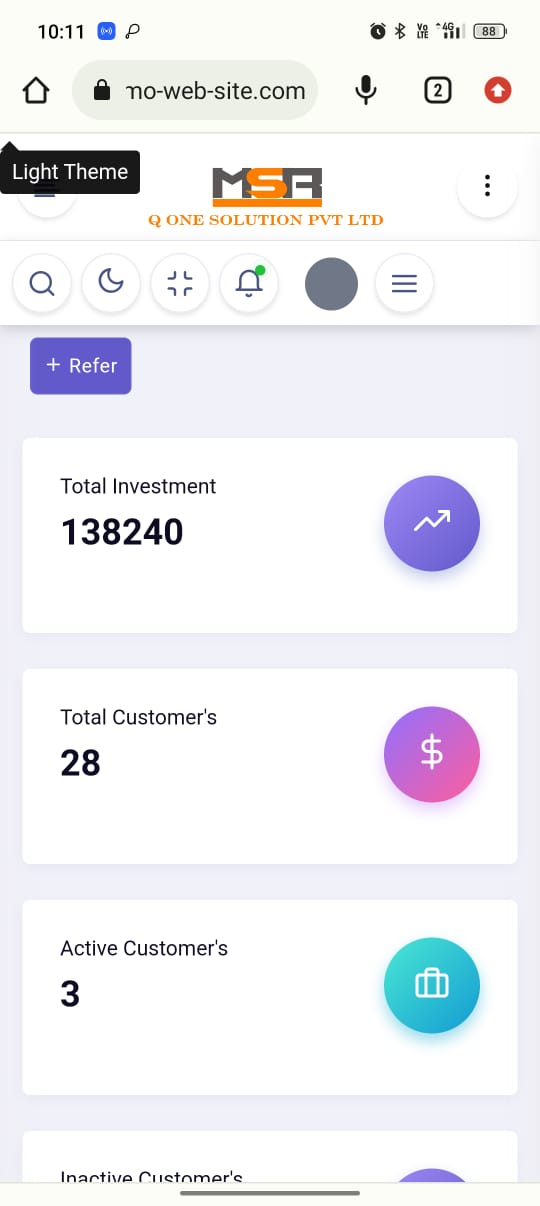 10:11
Vo LTE 4G 88
mo-web-site.com
2
Light Theme
MSR
Q ONE SOLUTION PVT LTD
+ Refer
Total Investment
138240
Total Customer's
28
$
Active Customer's
3
Inactive Customer's